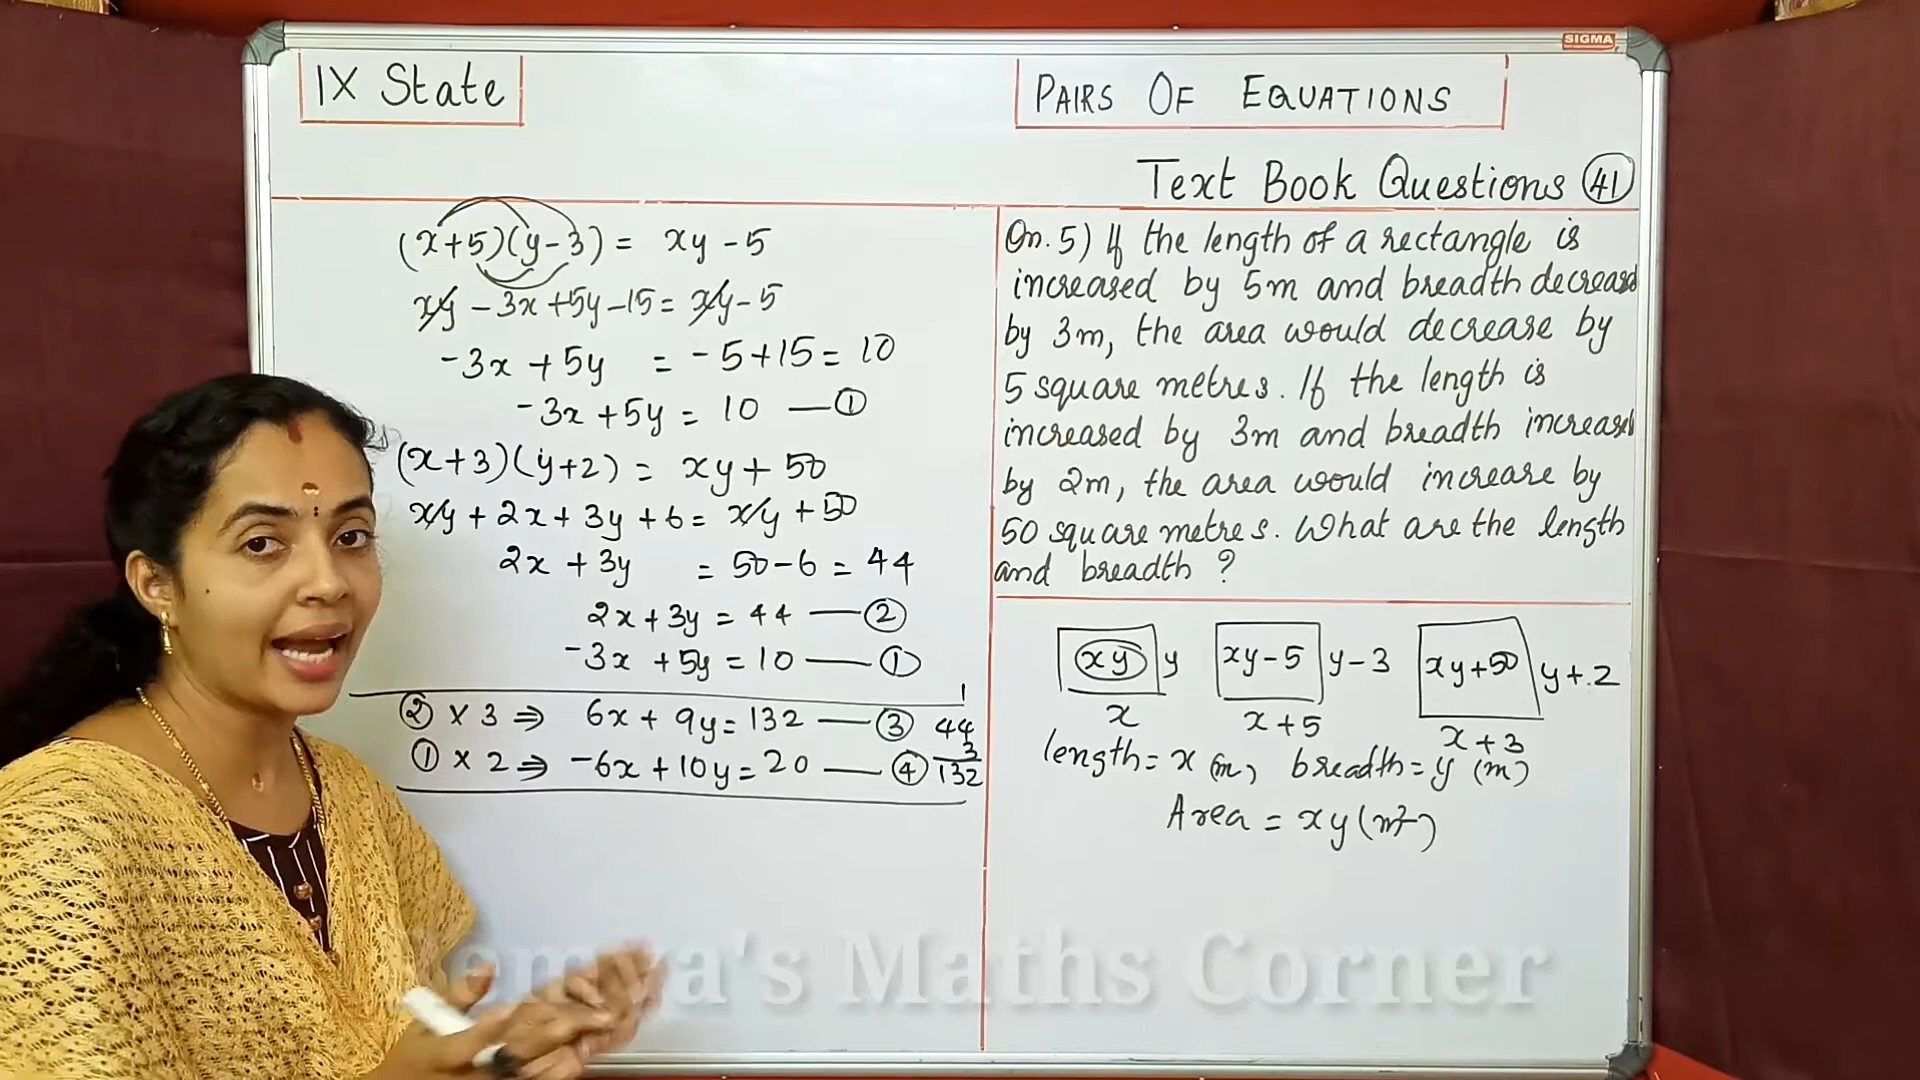 SIGMA
IX State
PAIRS OF EQUATIONS
Text Book Questions 41
(x+5)(y-3) = xy - 5
xy - 3x + 5y - 15 = xy - 5
-3x + 5y = -5 + 15 = 10
-3x + 5y = 10 — ①
(x+3)(y+2) = xy + 50
xy + 2x + 3y + 6 = xy + 50
2x + 3y = 50 - 6 = 44
2x + 3y = 44 — ②
-3x + 5y = 10 — ①
② × 3 ⇒ 6x + 9y = 132 — ③
① × 2 ⇒ -6x + 10y = 20 — ④
1
44
3
132
Qn. 5) If the length of a rectangle is
increased by 5m and breadth decreased
by 3m, the area would decrease by
5 square metres. If the length is
increased by 3m and breadth increased
by 2m, the area would increase by
50 square metres. What are the length
and breadth ?
xy y xy-5 y-3 xy+50 y+2
x x+5 x+3
length = x (m), breadth = y (m)
Area = xy (m²)
Remya's Maths Corner